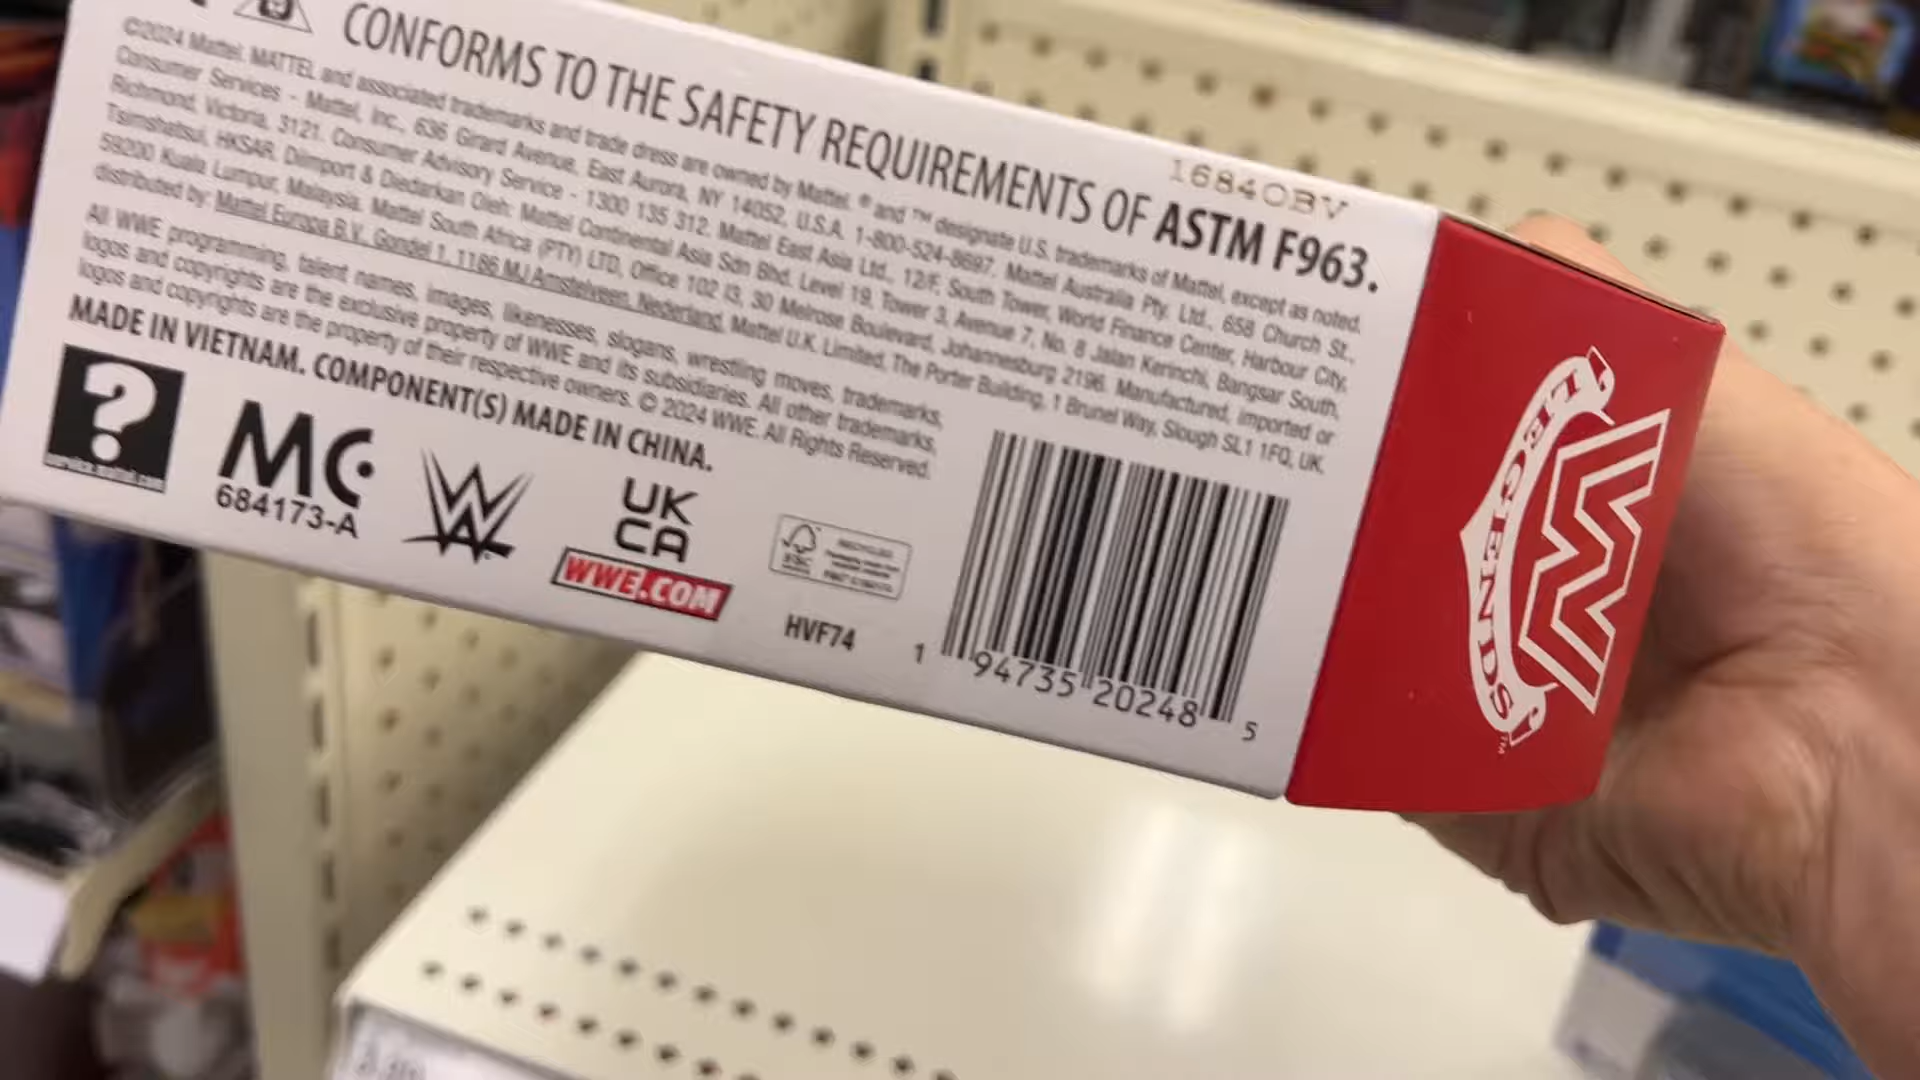 CONFORMS TO THE SAFETY REQUIREMENTS OF ASTM F963.
16840BV
©2024 Mattel. MATTEL and associated trademarks and trade dress are owned by Mattel. ® and ™ designate U.S. trademarks of Mattel, except as noted.
Consumer Services - Mattel, Inc., 636 Girard Avenue, East Aurora, NY 14052, U.S.A. 1-800-524-8697. Mattel Australia Pty. Ltd., 658 Church St.,
Richmond, Victoria, 3121. Consumer Advisory Service - 1300 135 312. Mattel East Asia Ltd., 12/F, South Tower, World Finance Center, Harbour City,
Tsimshatsui, HKSAR. Diimport & Diedarkan Oleh: Mattel Continental Asia Sdn Bhd. Level 19, Tower 3, Avenue 7, No. 8 Jalan Kerinchi, Bangsar South,
59200 Kuala Lumpur, Malaysia. Mattel South Africa (PTY) LTD, Office 102 I3, 30 Melrose Boulevard, Johannesburg 2196. Manufactured, imported or
distributed by: Mattel Europa B.V., Gondel 1, 1186 MJ Amstelveen, Nederland. Mattel U.K. Limited, The Porter Building, 1 Brunel Way, Slough SL1 1FQ, UK.
All WWE programming, talent names, images, likenesses, slogans, wrestling moves, trademarks,
logos and copyrights are the exclusive property of WWE and its subsidiaries. All other trademarks,
logos and copyrights are the property of their respective owners. © 2024 WWE. All Rights Reserved.
MADE IN VIETNAM. COMPONENT(S) MADE IN CHINA.
?
MC
684173-A
W
UK
CA
WWE.COM
FSC
RECYCLED
HVF74
1 94735 20248 5
LEGENDS
W
TM